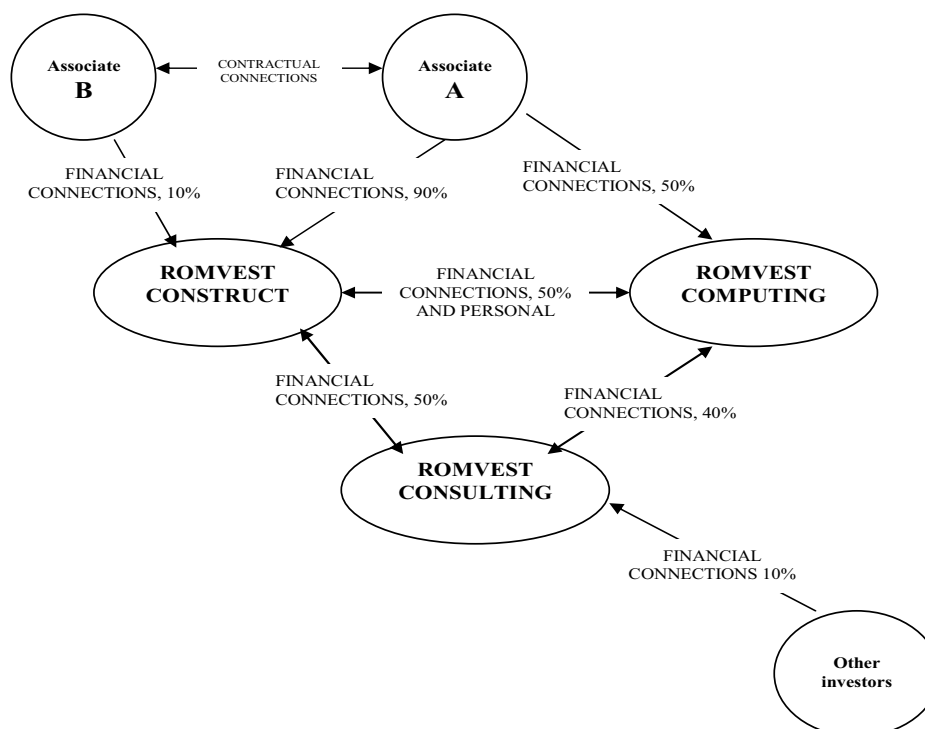 Associate
B
CONTRACTUAL
CONNECTIONS
Associate
A
FINANCIAL
CONNECTIONS, 10%
FINANCIAL
CONNECTIONS, 90%
FINANCIAL
CONNECTIONS, 50%
ROMVEST
CONSTRUCT
FINANCIAL
CONNECTIONS, 50%
AND PERSONAL
ROMVEST
COMPUTING
FINANCIAL
CONNECTIONS, 50%
FINANCIAL
CONNECTIONS, 40%
ROMVEST
CONSULTING
FINANCIAL
CONNECTIONS 10%
Other
investors